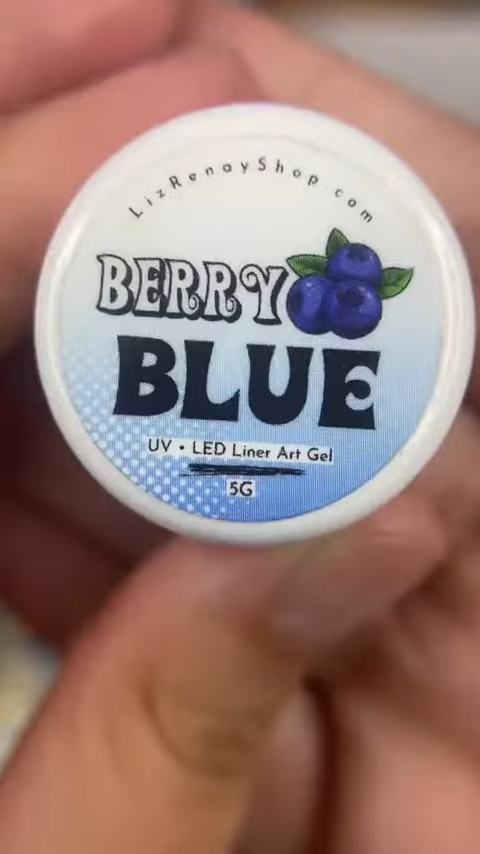 LizRenayShop.com
BERRY
BLUE
UV • LED Liner Art Gel
5G